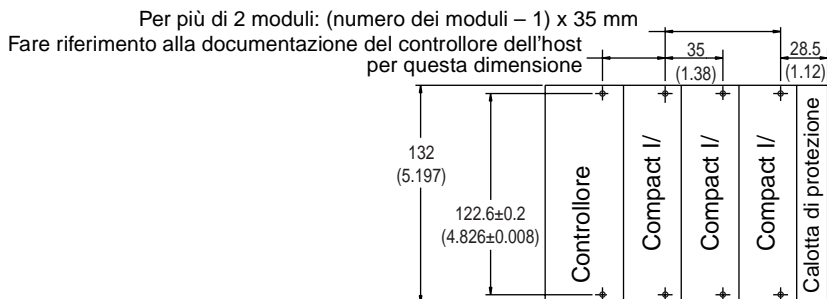 Per più di 2 moduli: (numero dei moduli – 1) x 35 mm
Fare riferimento alla documentazione del controllore dell'host
per questa dimensione
35
(1.38)
28.5
(1.12)
132
(5.197)
122.6±0.2
(4.826±0.008)
Controllore
Compact I/
Compact I/
Compact I/
Calotta di protezione